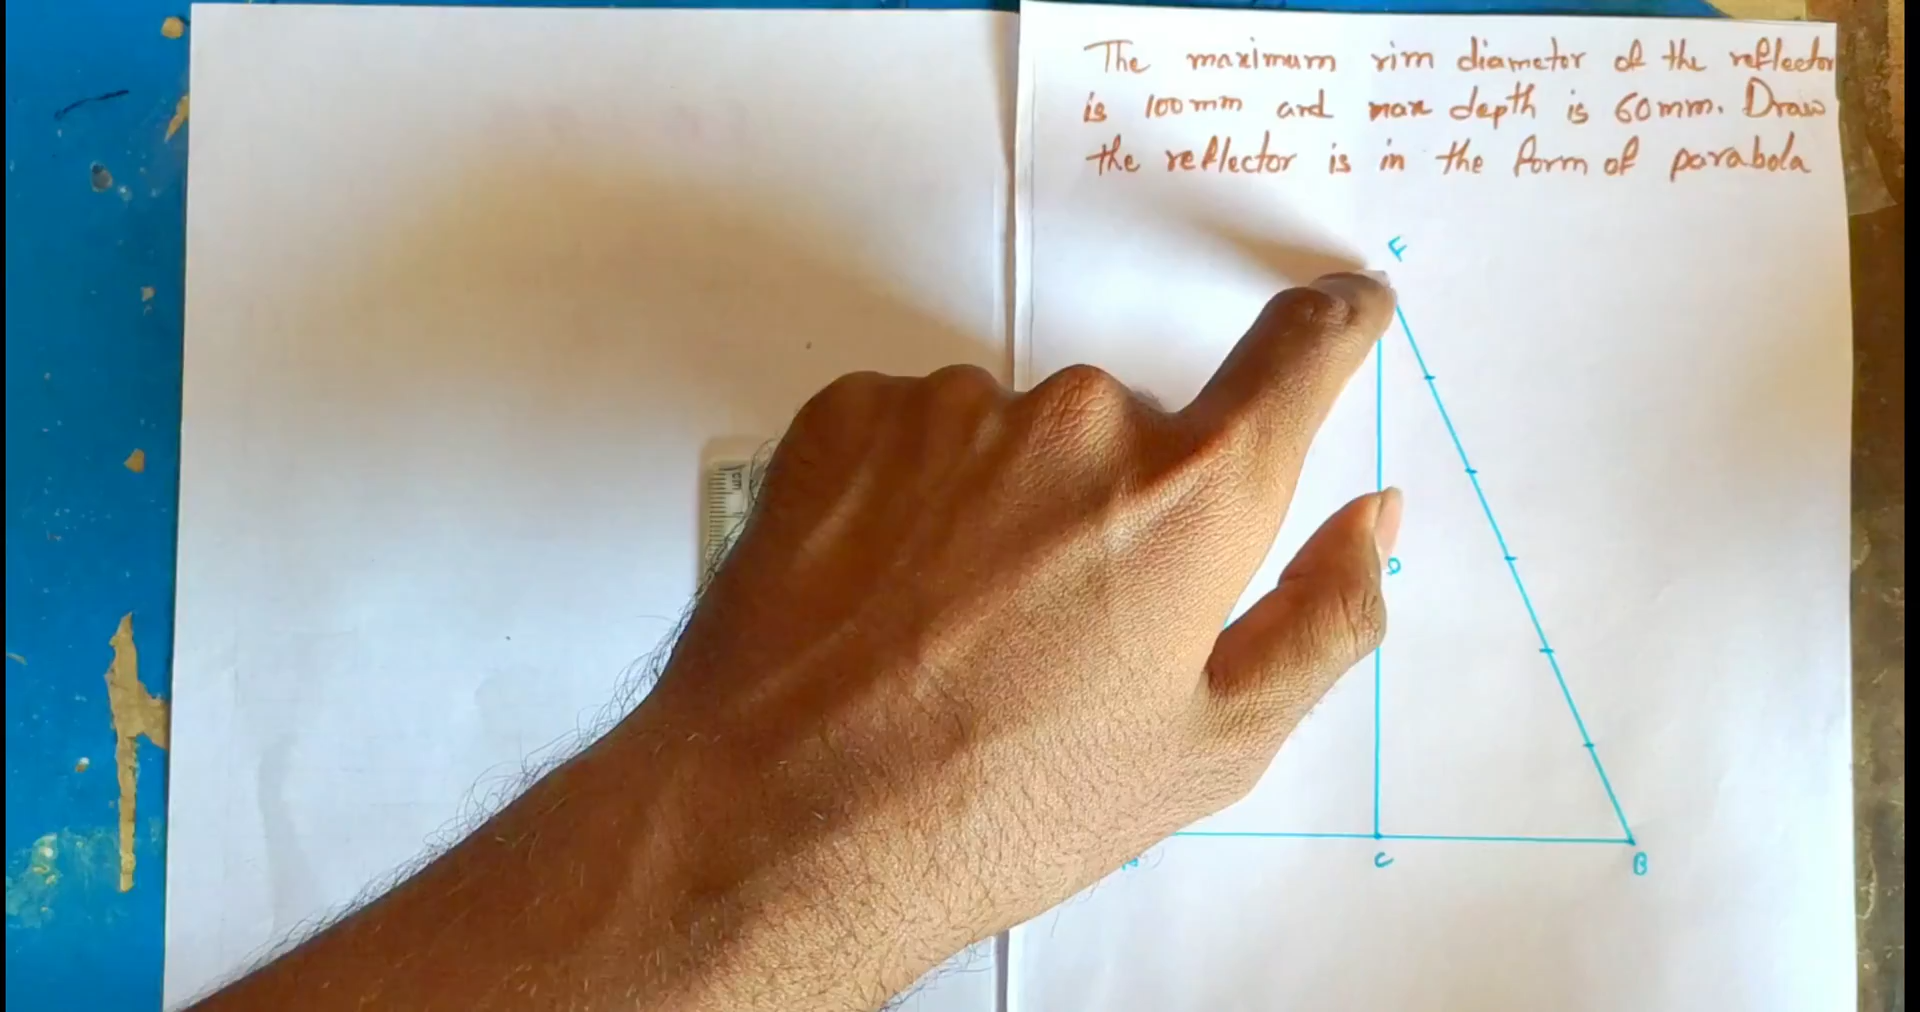 The maximum rim diameter of the reflector
is 100mm and max depth is 60mm. Draw
the reflector is in the form of parabola
cm
D
C
B